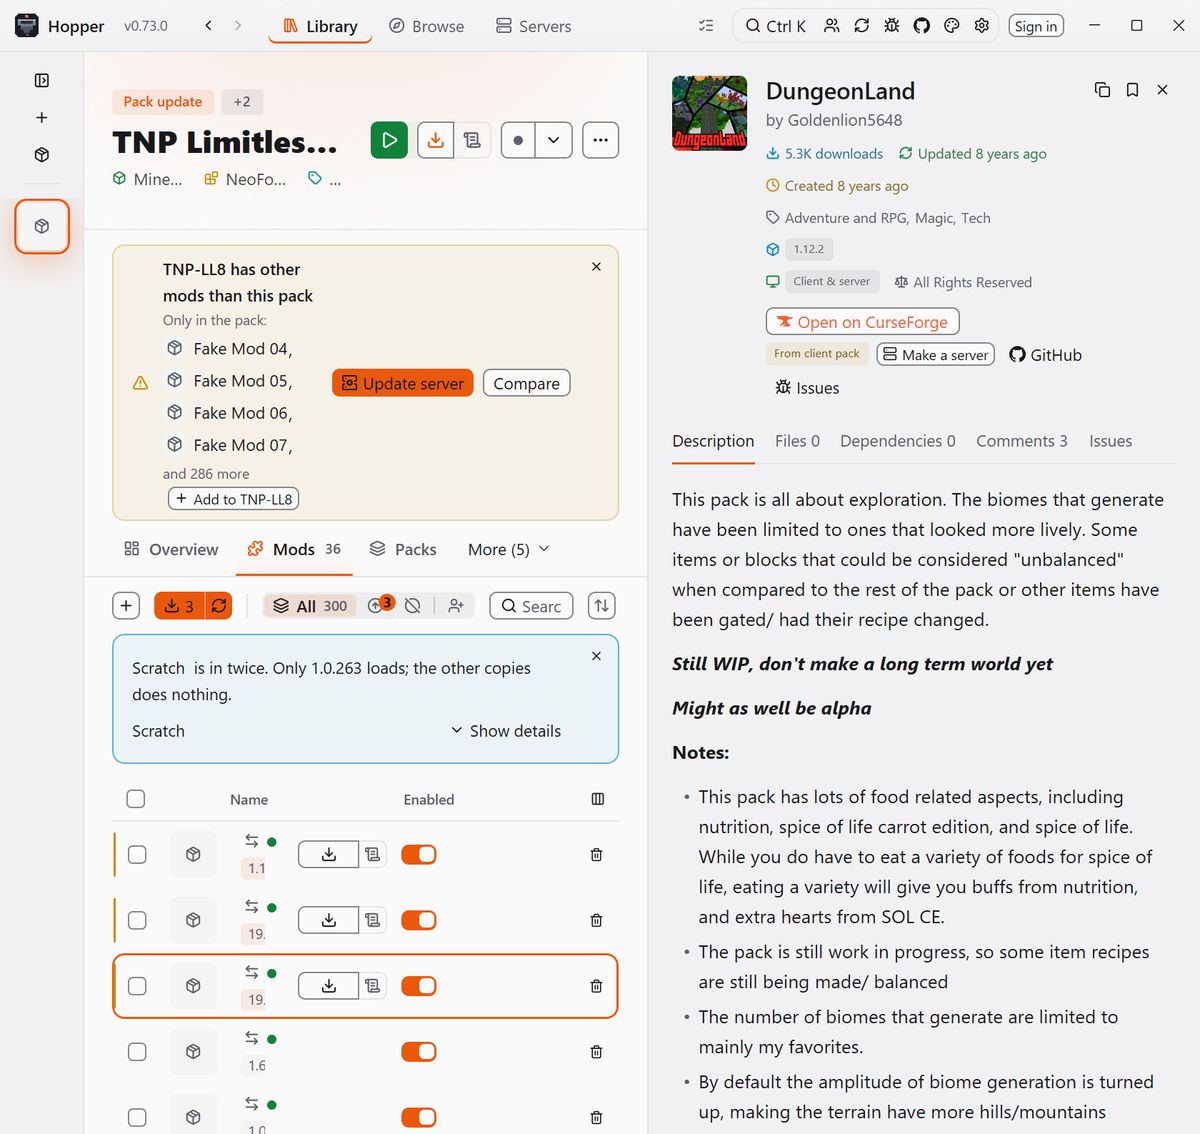 Hopper v0.73.0 Library Browse Servers Ctrl K Sign in
Pack update +2
TNP Limitles...
Mine... NeoFo... ...
TNP-LL8 has other
mods than this pack
Only in the pack:
Fake Mod 04,
Fake Mod 05,
Fake Mod 06,
Fake Mod 07,
and 286 more
Add to TNP-LL8
Update server Compare
Overview Mods 36 Packs More (5)
3 All 300 3 Searc
Scratch is in twice. Only 1.0.263 loads; the other copies
does nothing.
Scratch Show details
Name Enabled
1.1
19.
19.
1.6
1.0
DungeonLand
DungeonLand
by Goldenlion5648
5.3K downloads Updated 8 years ago
Created 8 years ago
Adventure and RPG, Magic, Tech
1.12.2
Client & server All Rights Reserved
Open on CurseForge
From client pack Make a server GitHub
Issues
Description Files 0 Dependencies 0 Comments 3 Issues
This pack is all about exploration. The biomes that generate
have been limited to ones that looked more lively. Some
items or blocks that could be considered "unbalanced"
when compared to the rest of the pack or other items have
been gated/ had their recipe changed.
Still WIP, don't make a long term world yet
Might as well be alpha
Notes:
• This pack has lots of food related aspects, including
nutrition, spice of life carrot edition, and spice of life.
While you do have to eat a variety of foods for spice of
life, eating a variety will give you buffs from nutrition,
and extra hearts from SOL CE.
• The pack is still work in progress, so some item recipes
are still being made/ balanced
• The number of biomes that generate are limited to
mainly my favorites.
• By default the amplitude of biome generation is turned
up, making the terrain have more hills/mountains